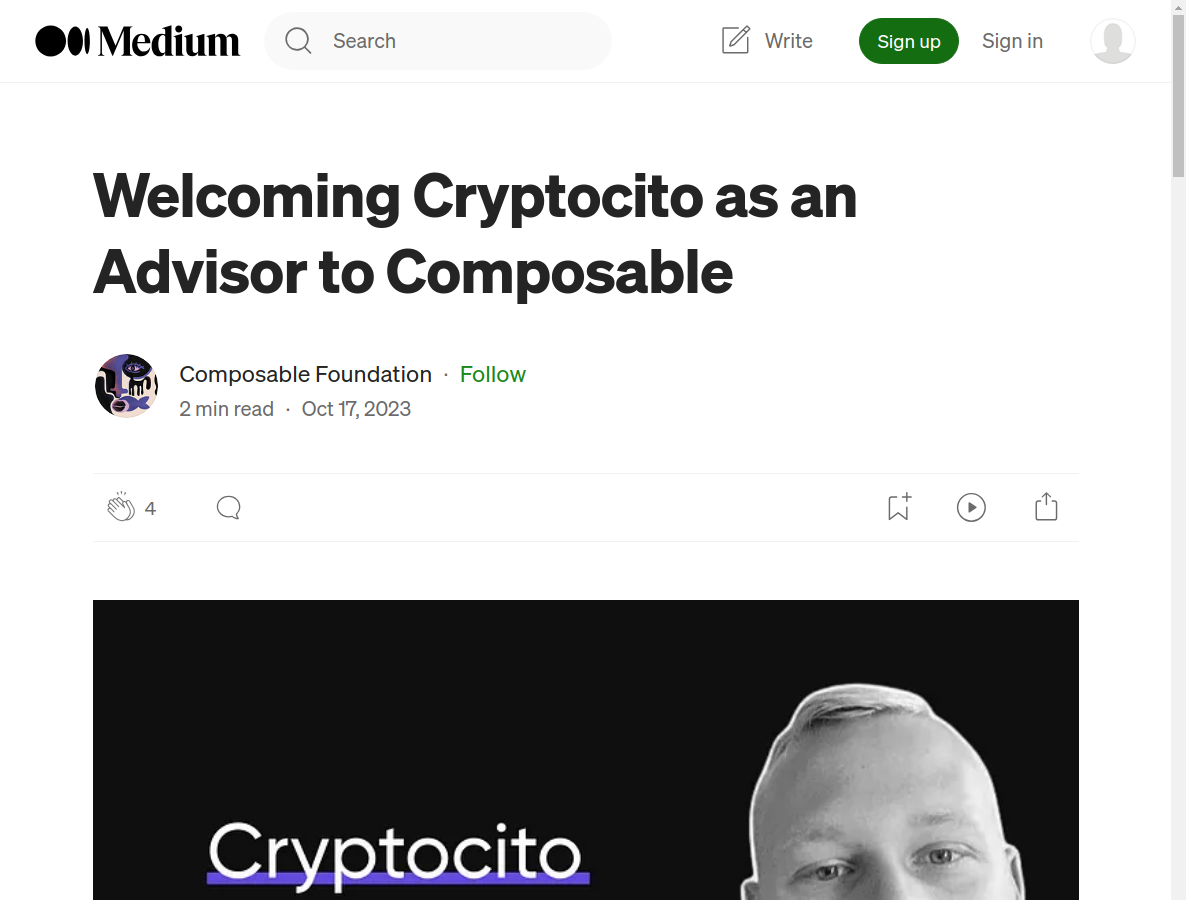 Medium
Search
Write
Sign up
Sign in
Welcoming Cryptocito as an
Advisor to Composable
Composable Foundation · Follow
2 min read · Oct 17, 2023
4
Cryptocito